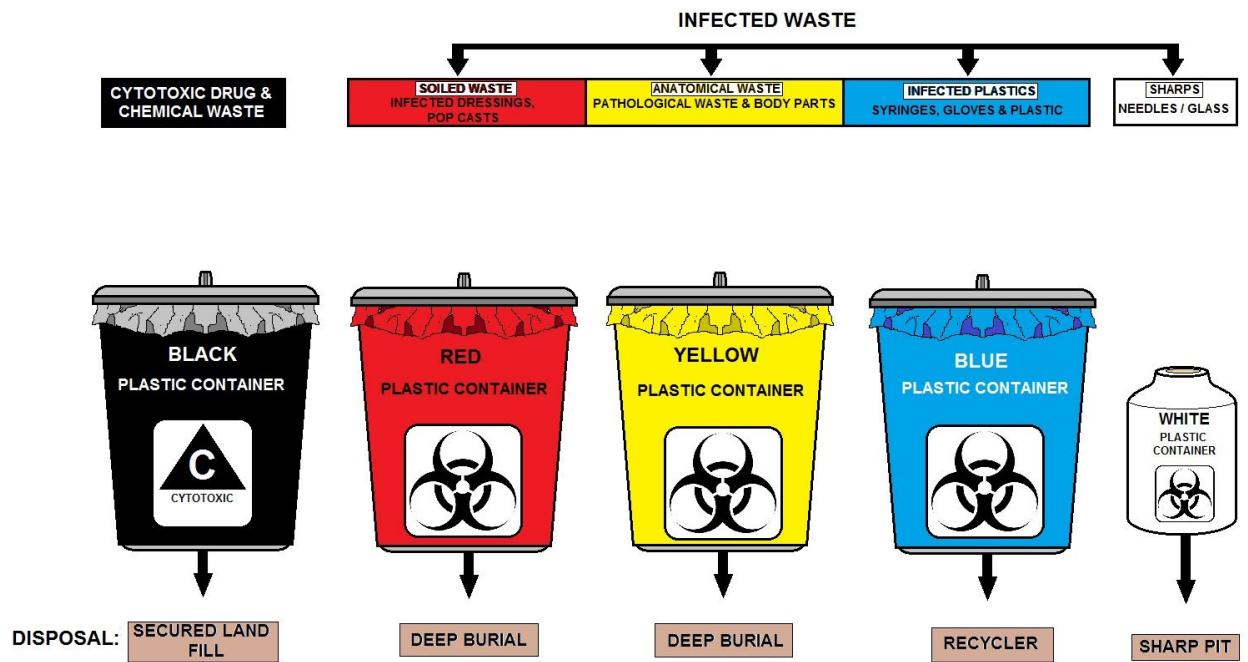 INFECTED WASTE
CYTOTOXIC DRUG &
CHEMICAL WASTE
SOILED WASTE
INFECTED DRESSINGS,
POP CASTS
ANATOMICAL WASTE
PATHOLOGICAL WASTE & BODY PARTS
INFECTED PLASTICS
SYRINGES, GLOVES & PLASTIC
SHARPS
NEEDLES / GLASS
BLACK
PLASTIC CONTAINER
C
CYTOTOXIC
RED
PLASTIC CONTAINER
YELLOW
PLASTIC CONTAINER
BLUE
PLASTIC CONTAINER
WHITE
PLASTIC
CONTAINER
DISPOSAL:
SECURED LAND
FILL
DEEP BURIAL
DEEP BURIAL
RECYCLER
SHARP PIT